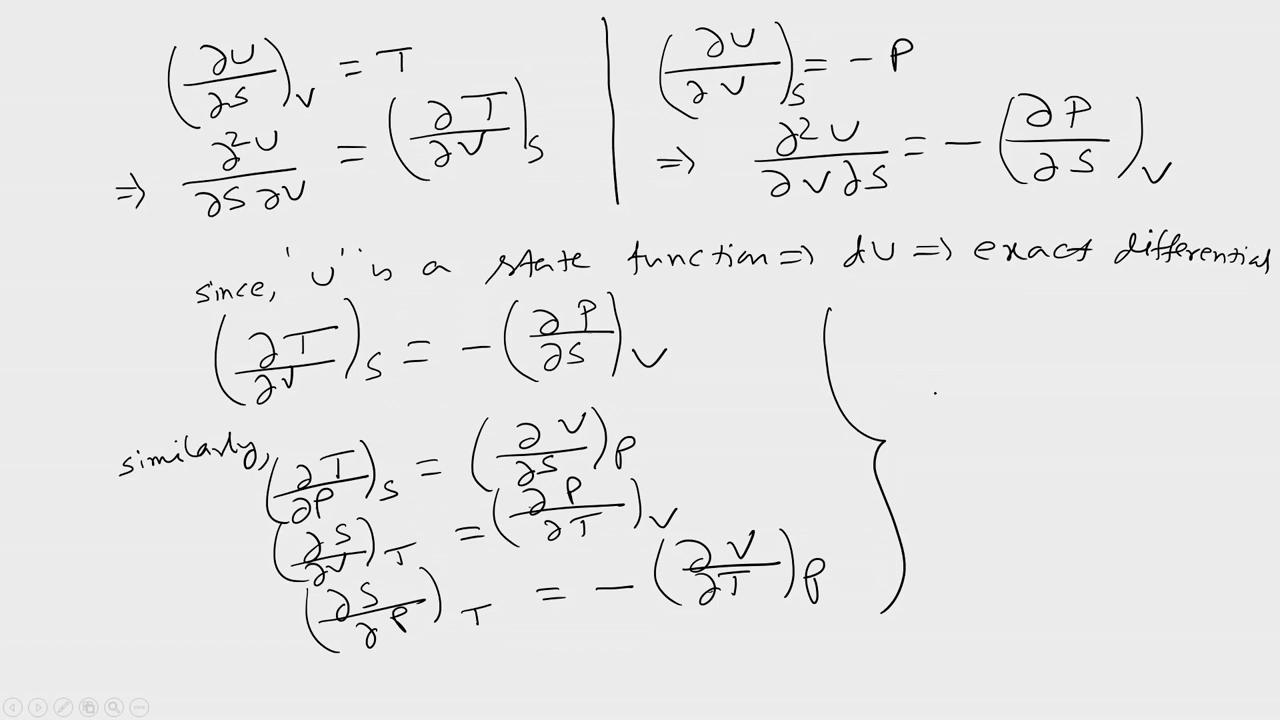 (∂U/∂S)_V = T | (∂U/∂V)_S = - P
⇒ ∂²U/∂S∂V = (∂T/∂V)_S | ⇒ ∂²U/∂V∂S = - (∂P/∂S)_V
since, 'U' is a state function ⇒ dU ⇒ exact differential
(∂T/∂V)_S = - (∂P/∂S)_V
similarly, (∂T/∂P)_S = (∂V/∂S)_P
(∂S/∂V)_T = (∂P/∂T)_V
(∂S/∂P)_T = - (∂V/∂T)_P